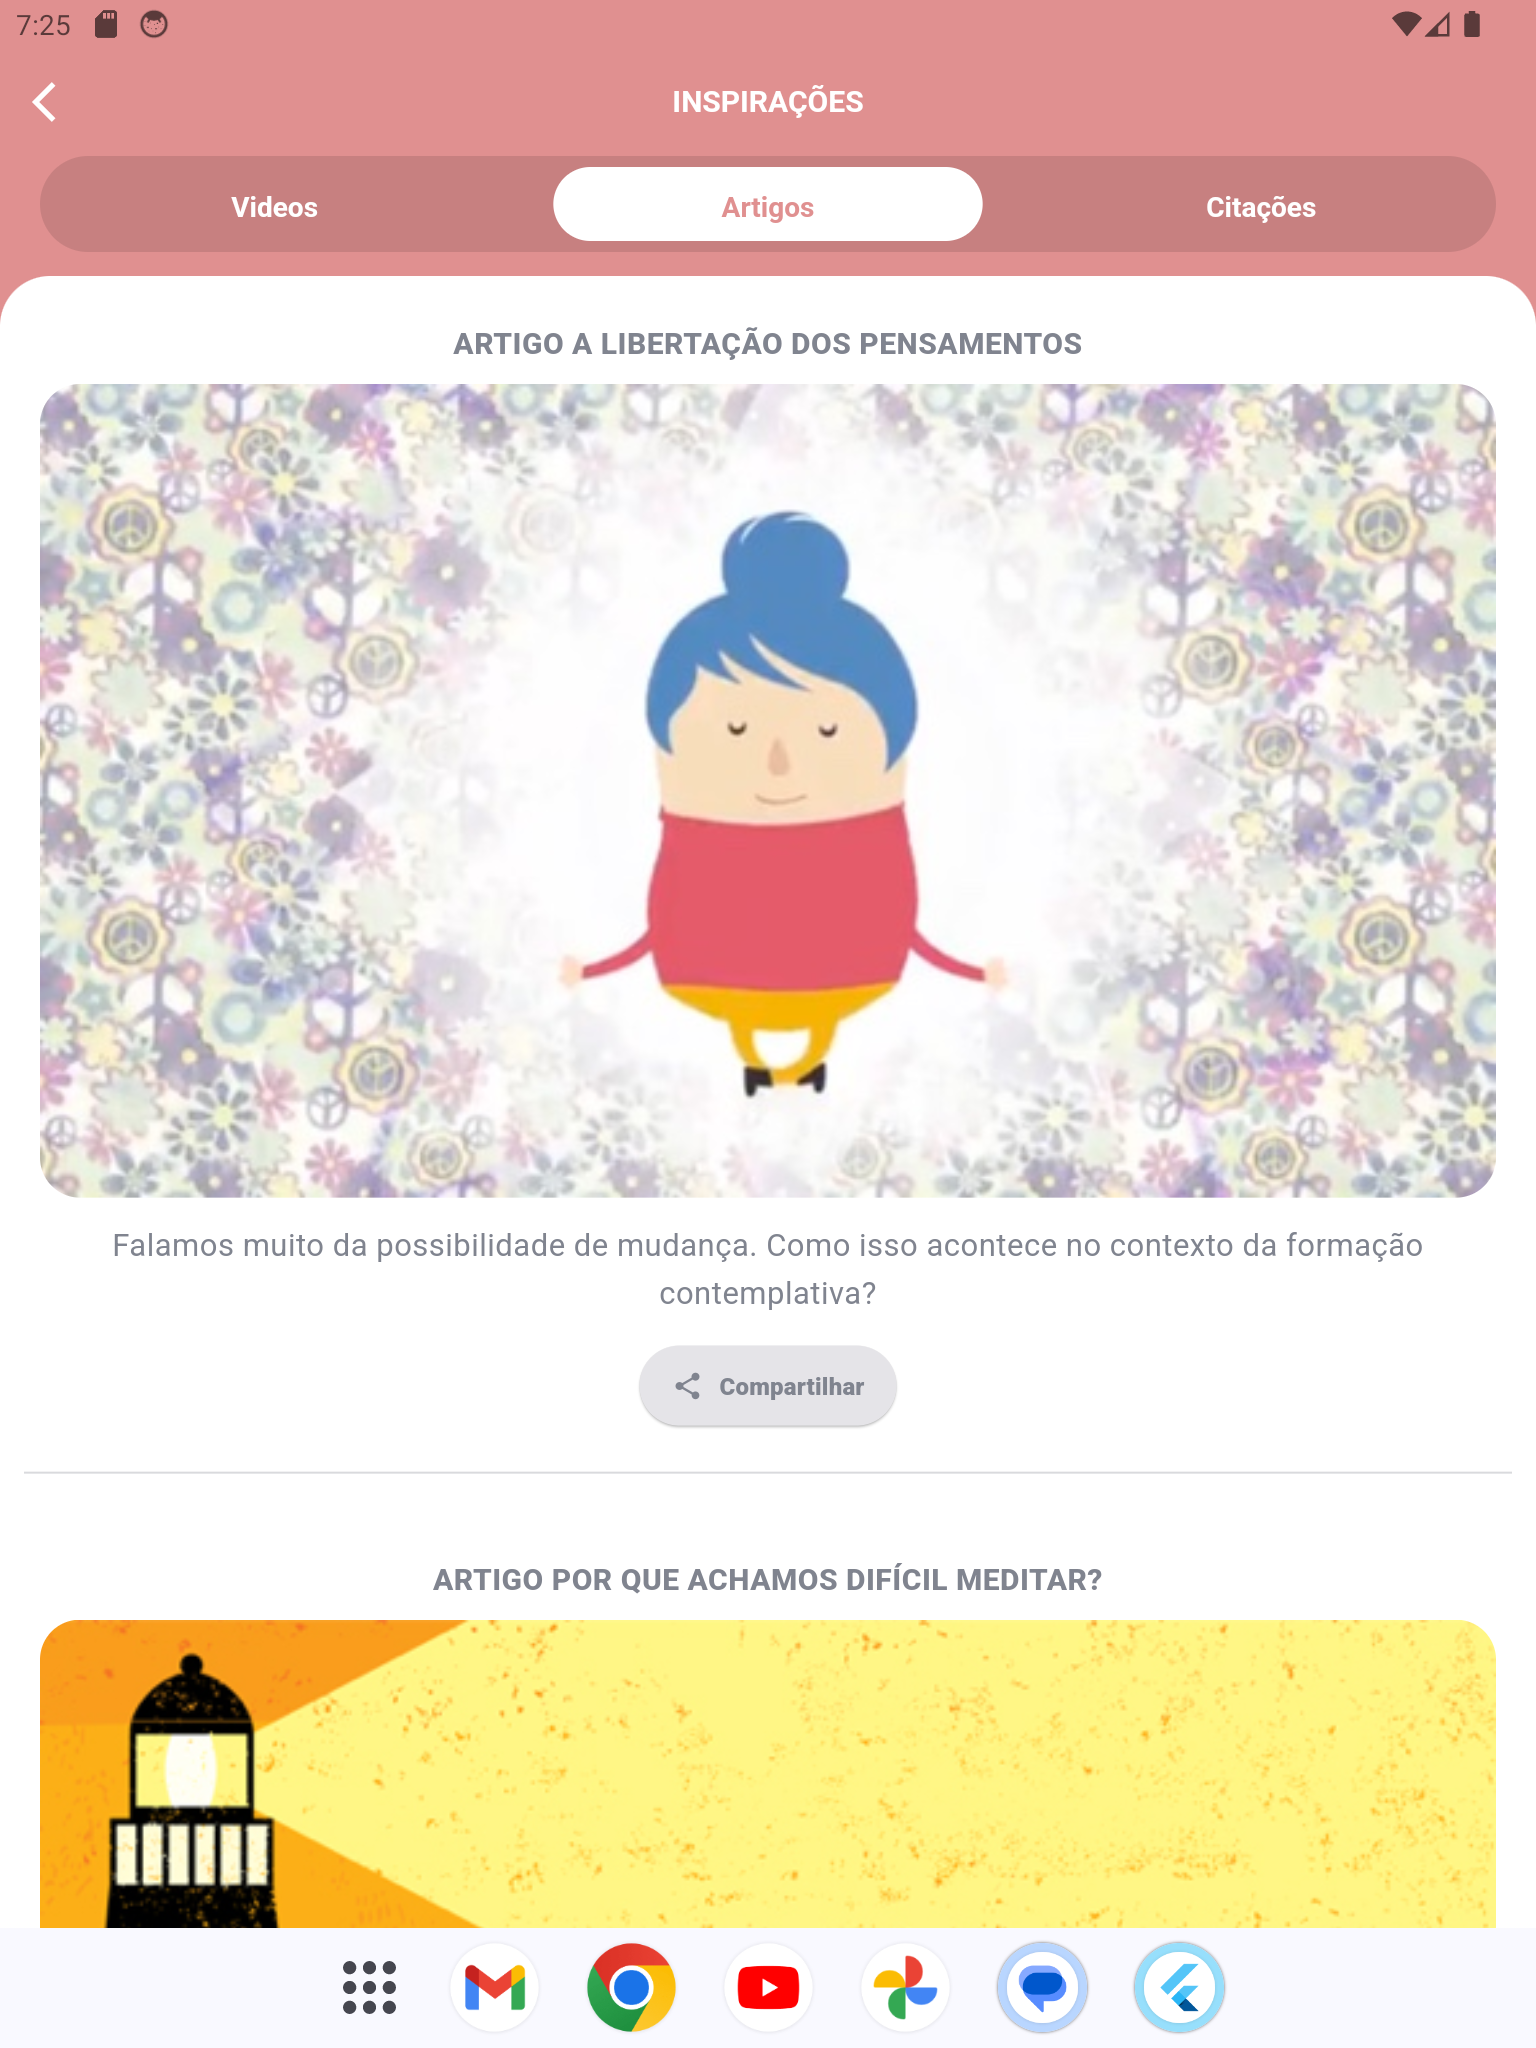 7:25
INSPIRAÇÕES
Videos
Artigos
Citações
ARTIGO A LIBERTAÇÃO DOS PENSAMENTOS
Falamos muito da possibilidade de mudança. Como isso acontece no contexto da formação
contemplativa?
Compartilhar
ARTIGO POR QUE ACHAMOS DIFÍCIL MEDITAR?